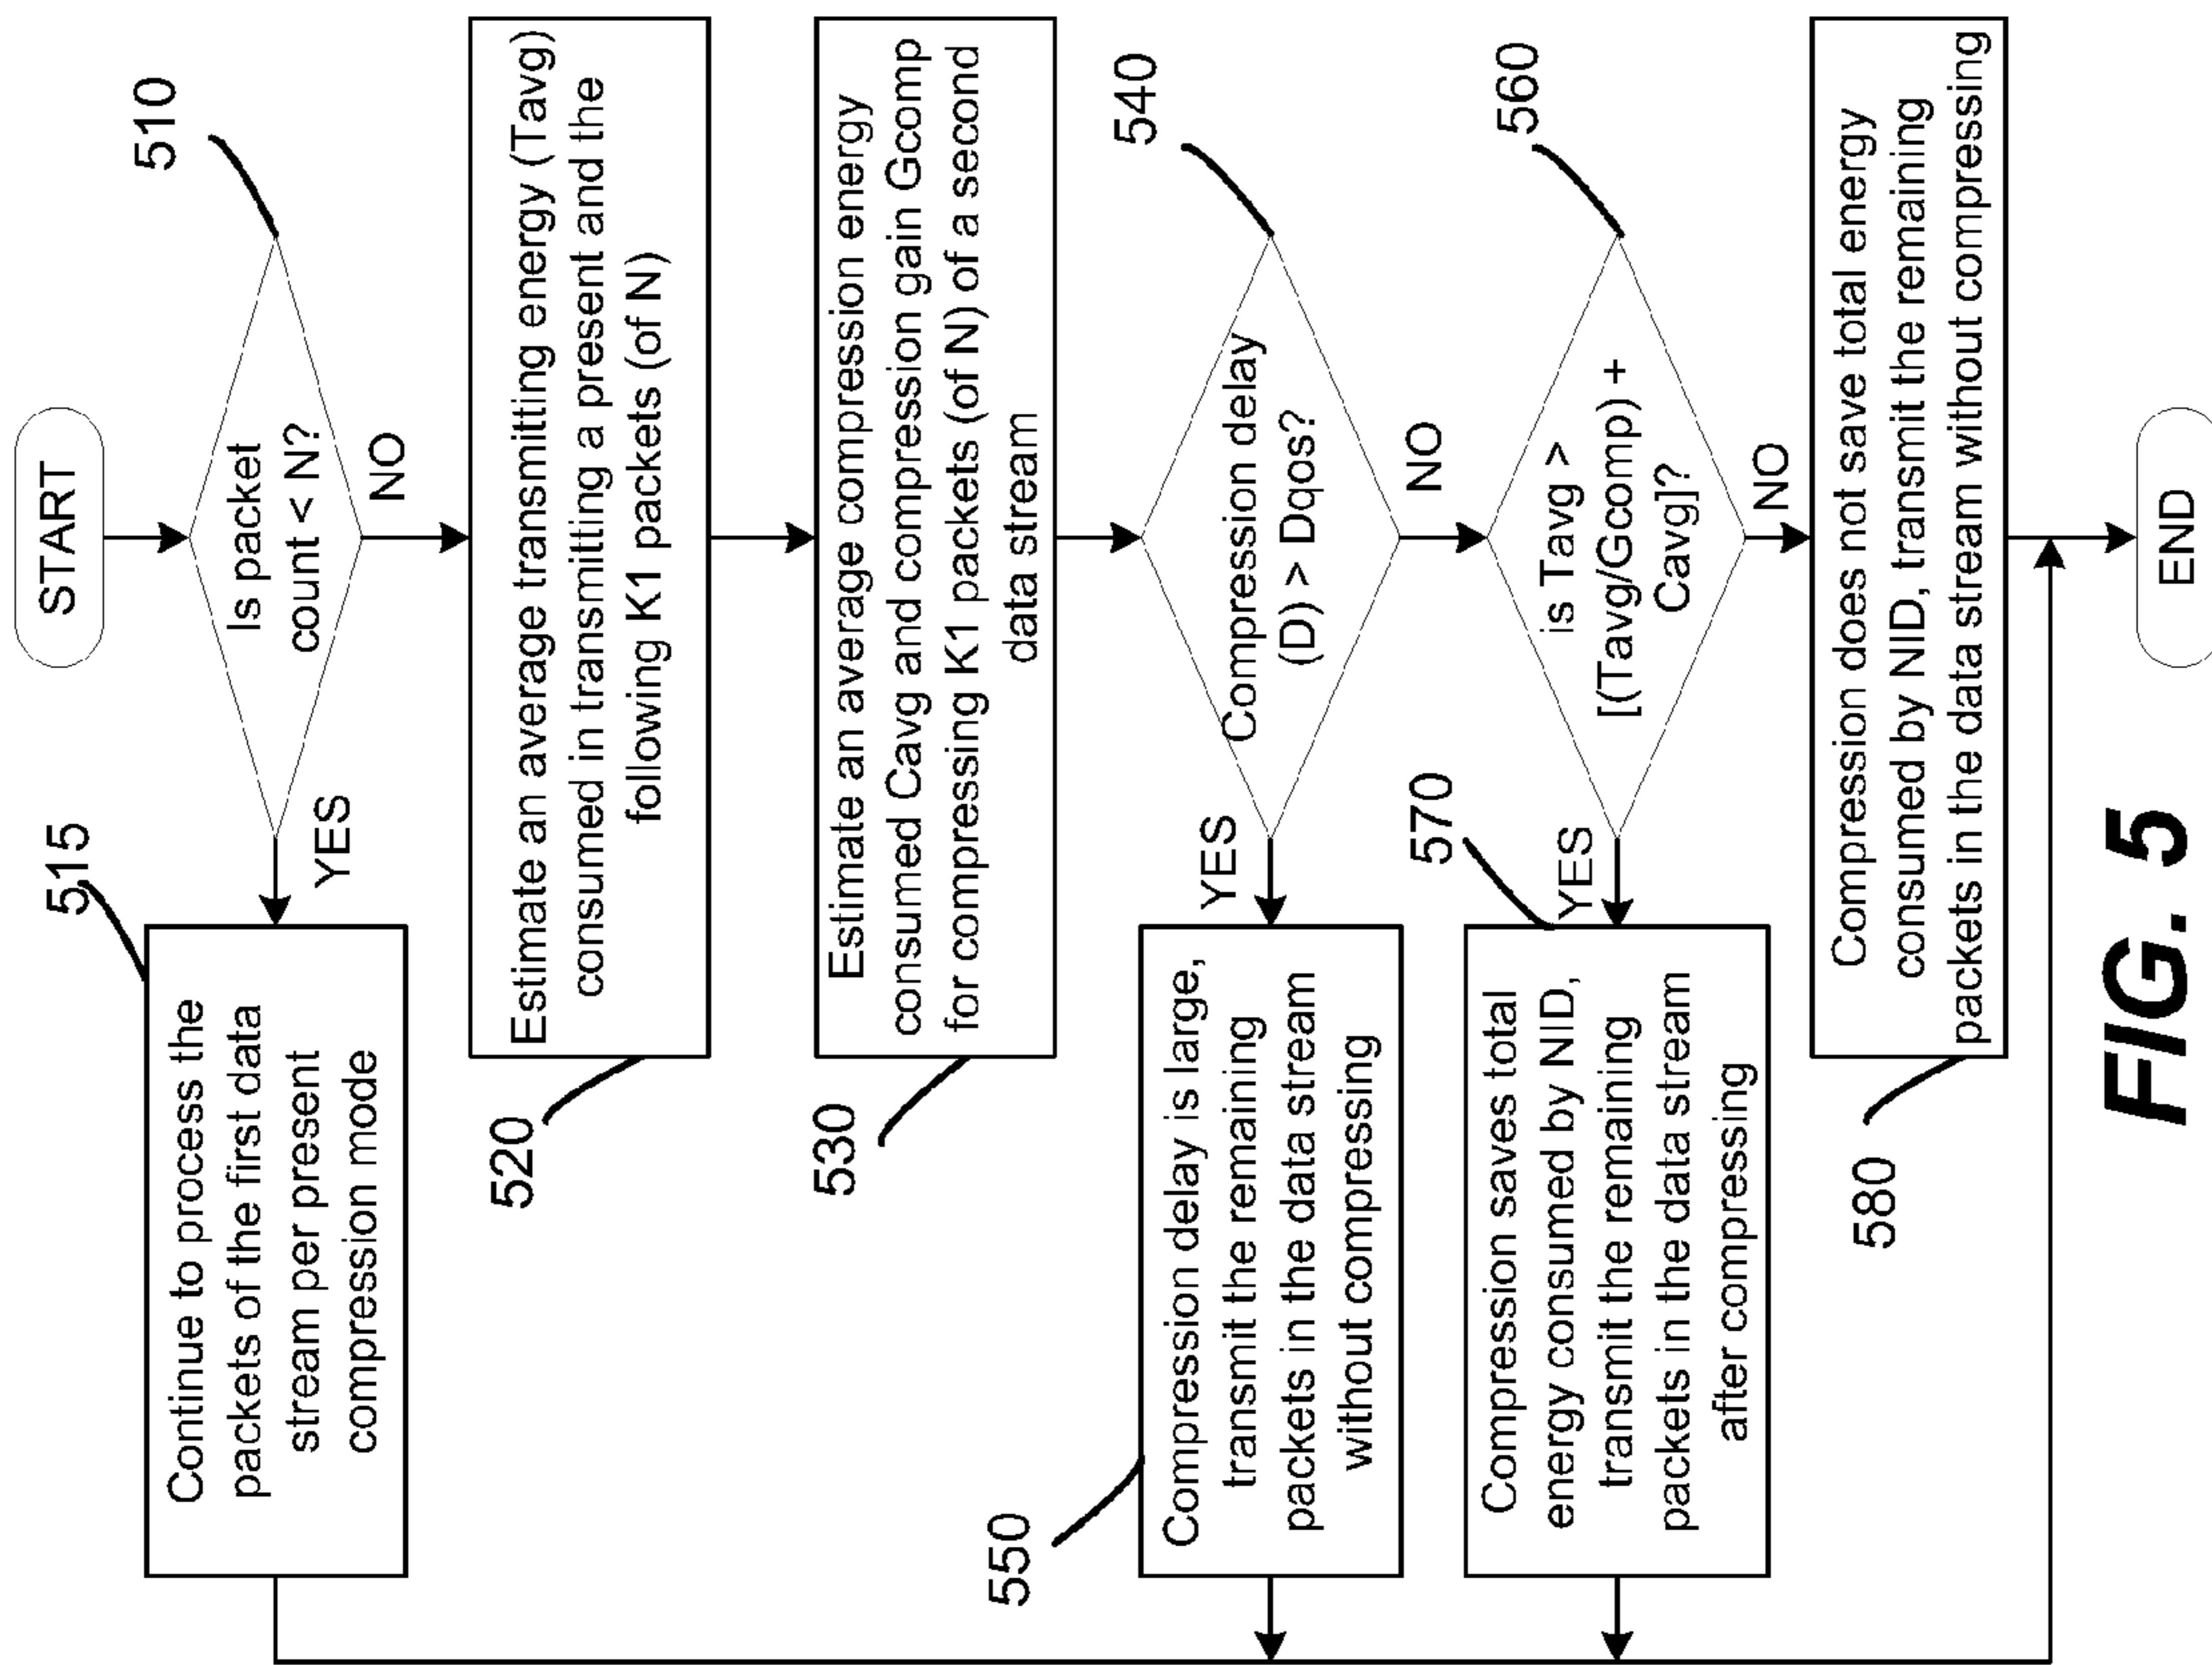 START
510
Is packet
count < N?
YES
NO
515
Continue to process the
packets of the first data
stream per present
compression mode
520
Estimate an average transmitting energy (Tavg)
consumed in transmitting a present and the
following K1 packets (of N)
530
Estimate an average compression energy
consumed Cavg and compression gain Gcomp
for compressing K1 packets (of N) of a second
data stream
540
Compression delay
(D) > Dqos?
YES
NO
550
Compression delay is large,
transmit the remaining
packets in the data stream
without compressing
560
is Tavg >
[(Tavg/Gcomp) +
Cavg]?
YES
NO
570
Compression saves total
energy consumed by NID,
transmit the remaining
packets in the data stream
after compressing
580
Compression does not save total energy
consumed by NID, transmit the remaining
packets in the data stream without compressing
END
FIG. 5